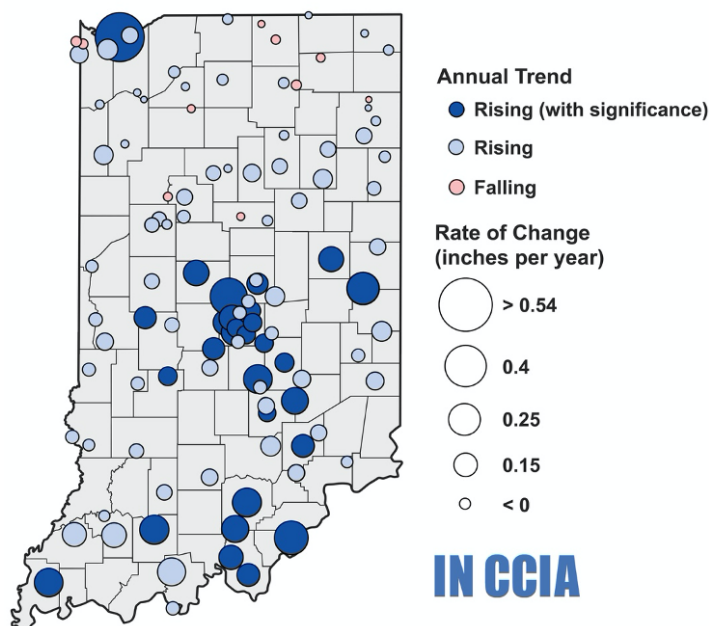 Annual Trend
Rising (with significance)
Rising
Falling
Rate of Change
(inches per year)
> 0.54
0.4
0.25
0.15
< 0
IN CCIA